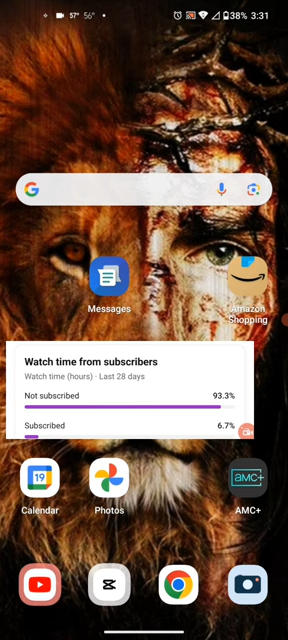 57° 56° 38% 3:31
Messages
Amazon
Shopping
Watch time from subscribers
Watch time (hours) · Last 28 days
Not subscribed 93.3%
Subscribed 6.7%
19
aMC+
Calendar
Photos
AMC+